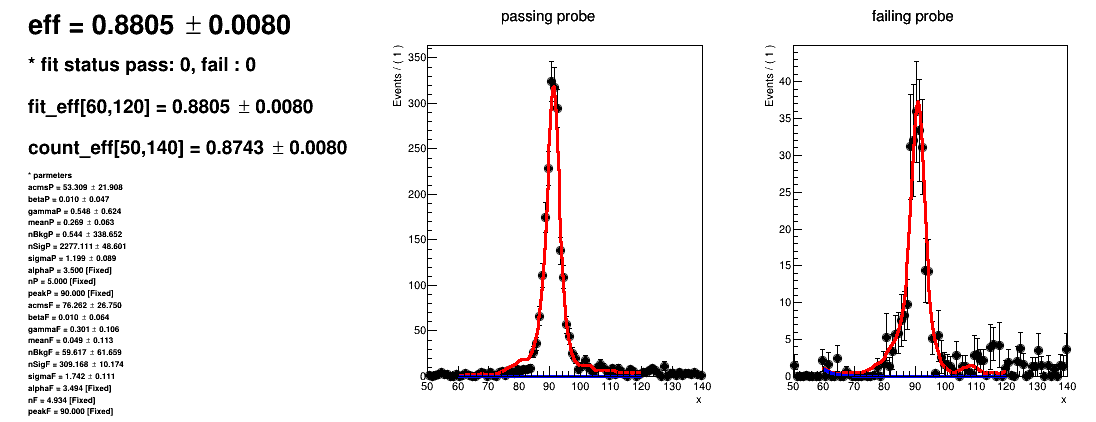 eff = 0.8805 ± 0.0080
* fit status pass: 0, fail : 0
fit_eff[60,120] = 0.8805 ± 0.0080
count_eff[50,140] = 0.8743 ± 0.0080
* parmeters
acmsP = 53.309 ± 21.908
betaP = 0.010 ± 0.047
gammaP = 0.548 ± 0.624
meanP = 0.269 ± 0.063
nBkgP = 0.544 ± 338.652
nSigP = 2277.111 ± 48.601
sigmaP = 1.199 ± 0.089
alphaP = 3.500 [Fixed]
nP = 5.000 [Fixed]
peakP = 90.000 [Fixed]
acmsF = 76.262 ± 26.750
betaF = 0.010 ± 0.064
gammaF = 0.301 ± 0.106
meanF = 0.049 ± 0.113
nBkgF = 59.617 ± 61.659
nSigF = 309.168 ± 10.174
sigmaF = 1.742 ± 0.111
alphaF = 3.494 [Fixed]
nF = 4.934 [Fixed]
peakF = 90.000 [Fixed]
passing probe
Events / ( 1 )
350
300
250
200
150
100
50
0
50 60 70 80 90 100 110 120 130 140
x
failing probe
Events / ( 1 )
40
35
30
25
20
15
10
5
0
50 60 70 80 90 100 110 120 130 140
x